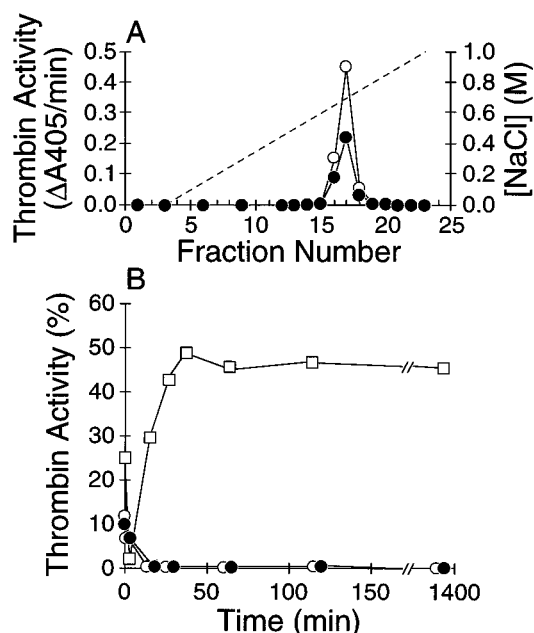 A
Thrombin Activity
(ΔA405/min)
0.5
0.4
0.3
0.2
0.1
0.0
1.0
0.8
0.6
0.4
0.2
0.0
[NaCl] (M)
0 5 10 15 20 25
Fraction Number
B
Thrombin Activity (%)
60
50
40
30
20
10
0
0 50 100 1400
Time (min)